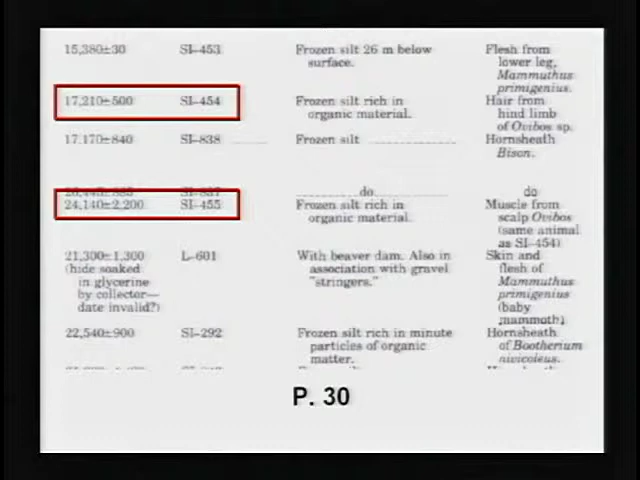 15,380±30 SI–453 Frozen silt 26 m below Flesh from
surface. lower leg,
Mammuthus
primigenius.
17,210±500 SI–454 Frozen silt rich in Hair from
organic material. hind limb
of Ovibos sp.
17.170±840 SI–838 Frozen silt Hornsheath
Bison.
do do
24,140±2,200 SI–455 Frozen silt rich in Muscle from
organic material. scalp Ovibos
(same animal
as SI–454)
21,300±1,300 L–601 With beaver dam. Also in Skin and
(hide soaked association with gravel flesh of
in glycerine "stringers." Mammuthus
by collector— primigenius
date invalid?) (baby
mammoth)
22,540±900 SI–292 Frozen silt rich in minute Hornsheath
particles of organic of Bootherium
matter. nivicoleus.
P. 30